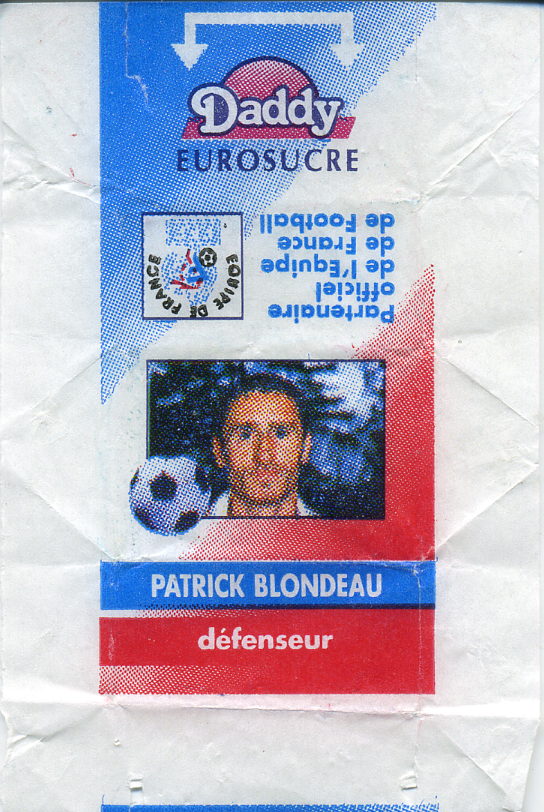 Daddy
EUROSUCRE
Partenaire
officiel
de l'Equipe
de France
de Football
EQUIPE DE FRANCE
PATRICK BLONDEAU
défenseur